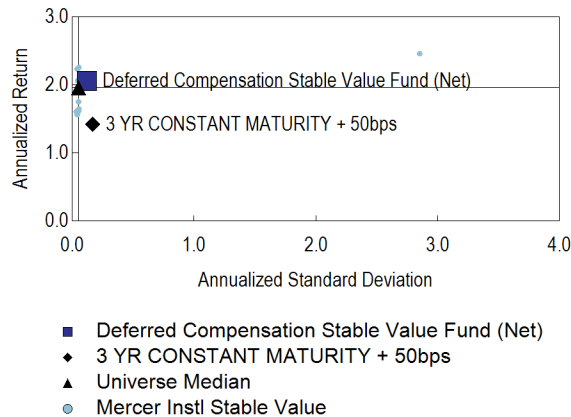 3.0
Annualized Return
2.0
Deferred Compensation Stable Value Fund (Net)
3 YR CONSTANT MATURITY + 50bps
1.0
0.0
0.0 1.0 2.0 3.0 4.0
Annualized Standard Deviation
Deferred Compensation Stable Value Fund (Net)
3 YR CONSTANT MATURITY + 50bps
Universe Median
Mercer Instl Stable Value